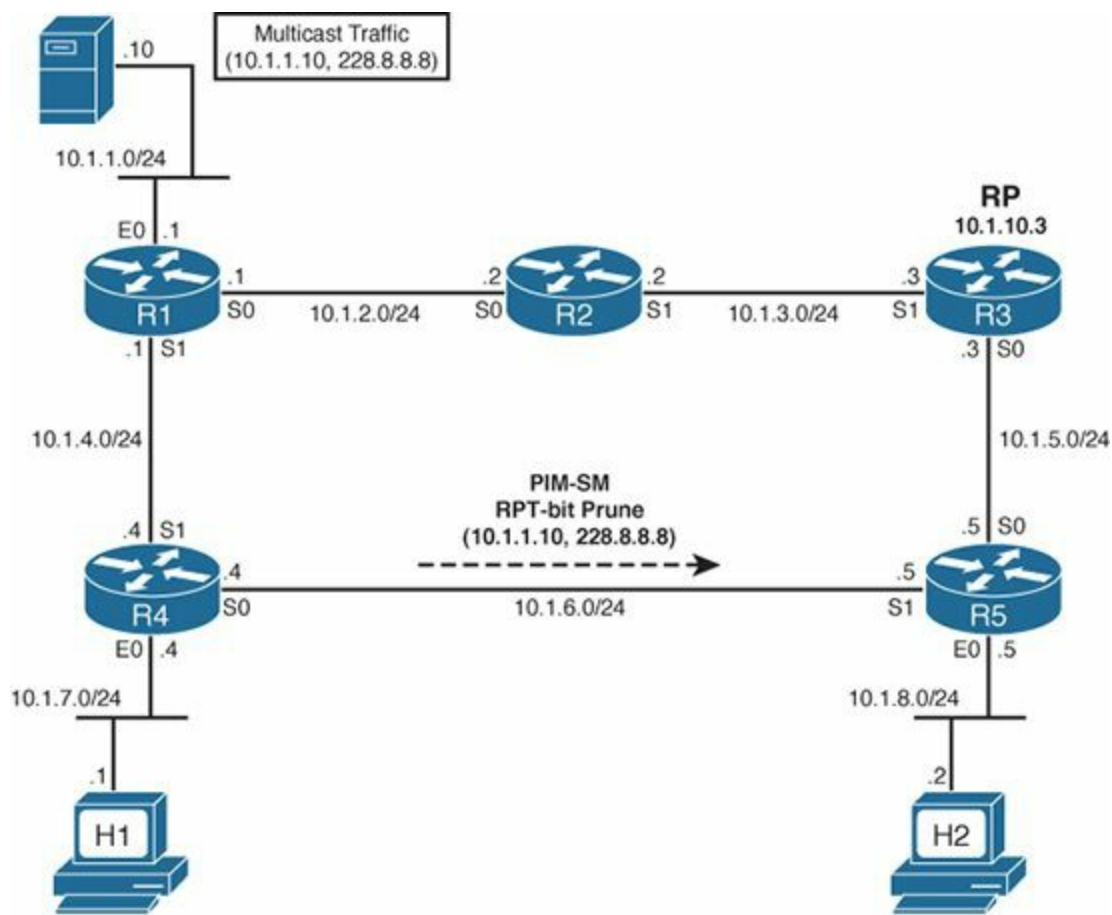 .10
Multicast Traffic
(10.1.1.10, 228.8.8.8)
10.1.1.0/24
RP
10.1.10.3
E0 .1
.1
.2
.2
.3
R1
S0
10.1.2.0/24
S0
R2
S1
10.1.3.0/24
S1
R3
.1 S1
.3 S0
10.1.4.0/24
10.1.5.0/24
PIM-SM
RPT-bit Prune
(10.1.1.10, 228.8.8.8)
.4 S1
.5 S0
.4
.5
R4
S0
10.1.6.0/24
S1
R5
E0 .4
E0 .5
10.1.7.0/24
10.1.8.0/24
.1
.2
H1
H2